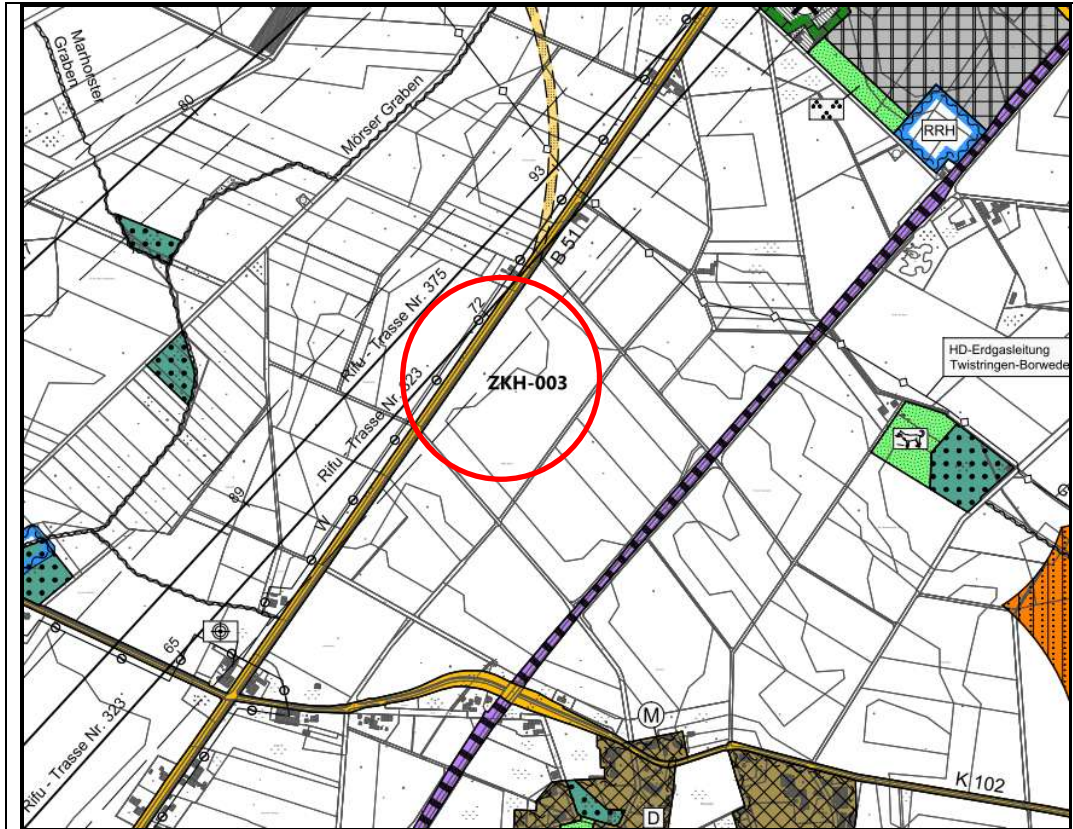 Marhorster
Graben
80
Mörser Graben
RRH
93
B 51
Rifu - Trasse Nr. 375
72
ZKH-003
HD-Erdgasleitung
Twistringen-Borwede
Rifu - Trasse Nr. 323
89
W
65
Rifu - Trasse Nr. 323
M
K 102
D
G